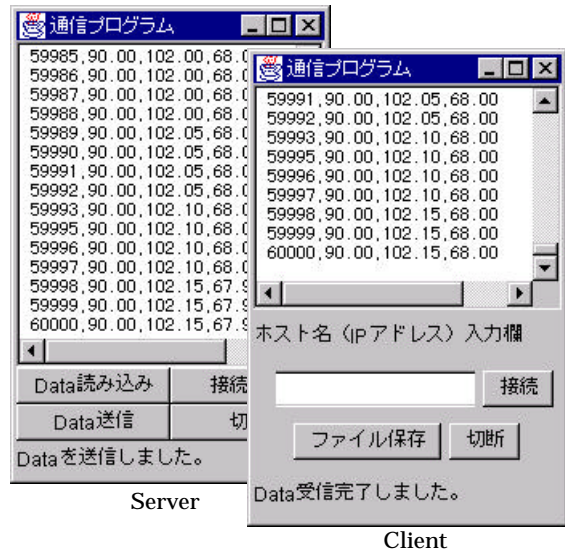 通信プログラム
59985,90.00,102.00,68.0
59986,90.00,102.00,68.0
59987,90.00,102.00,68.0
59988,90.00,102.00,68.0
59989,90.00,102.05,68.0
59990,90.00,102.05,68.0
59991,90.00,102.05,68.0
59992,90.00,102.05,68.0
59993,90.00,102.10,68.0
59995,90.00,102.10,68.0
59996,90.00,102.10,68.0
59997,90.00,102.10,68.0
59998,90.00,102.15,67.9
59999,90.00,102.15,67.9
60000,90.00,102.15,67.9
Data読み込み 接続
Data送信 切
Dataを送信しました。
Server
通信プログラム
59991,90.00,102.05,68.00
59992,90.00,102.05,68.00
59993,90.00,102.10,68.00
59995,90.00,102.10,68.00
59996,90.00,102.10,68.00
59997,90.00,102.10,68.00
59998,90.00,102.15,68.00
59999,90.00,102.15,68.00
60000,90.00,102.15,68.00
ホスト名（IPアドレス）入力欄
接続
ファイル保存 切断
Data受信完了しました。
Client